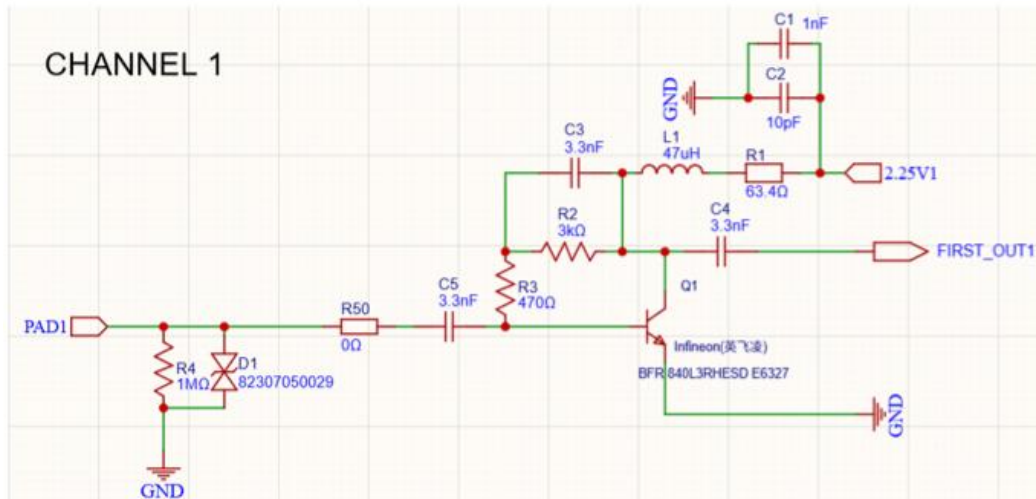 CHANNEL 1
C1
1nF
C2
10pF
GND
C3
3.3nF
L1
47uH
R1
63.4Ω
2.25V1
R2
3kΩ
C4
3.3nF
FIRST_OUT1
C5
3.3nF
R3
470Ω
Q1
PAD1
R50
0Ω
Infineon(英飞凌)
BFR 840L3RHESD E6327
R4
1MΩ
D1
82307050029
GND
GND